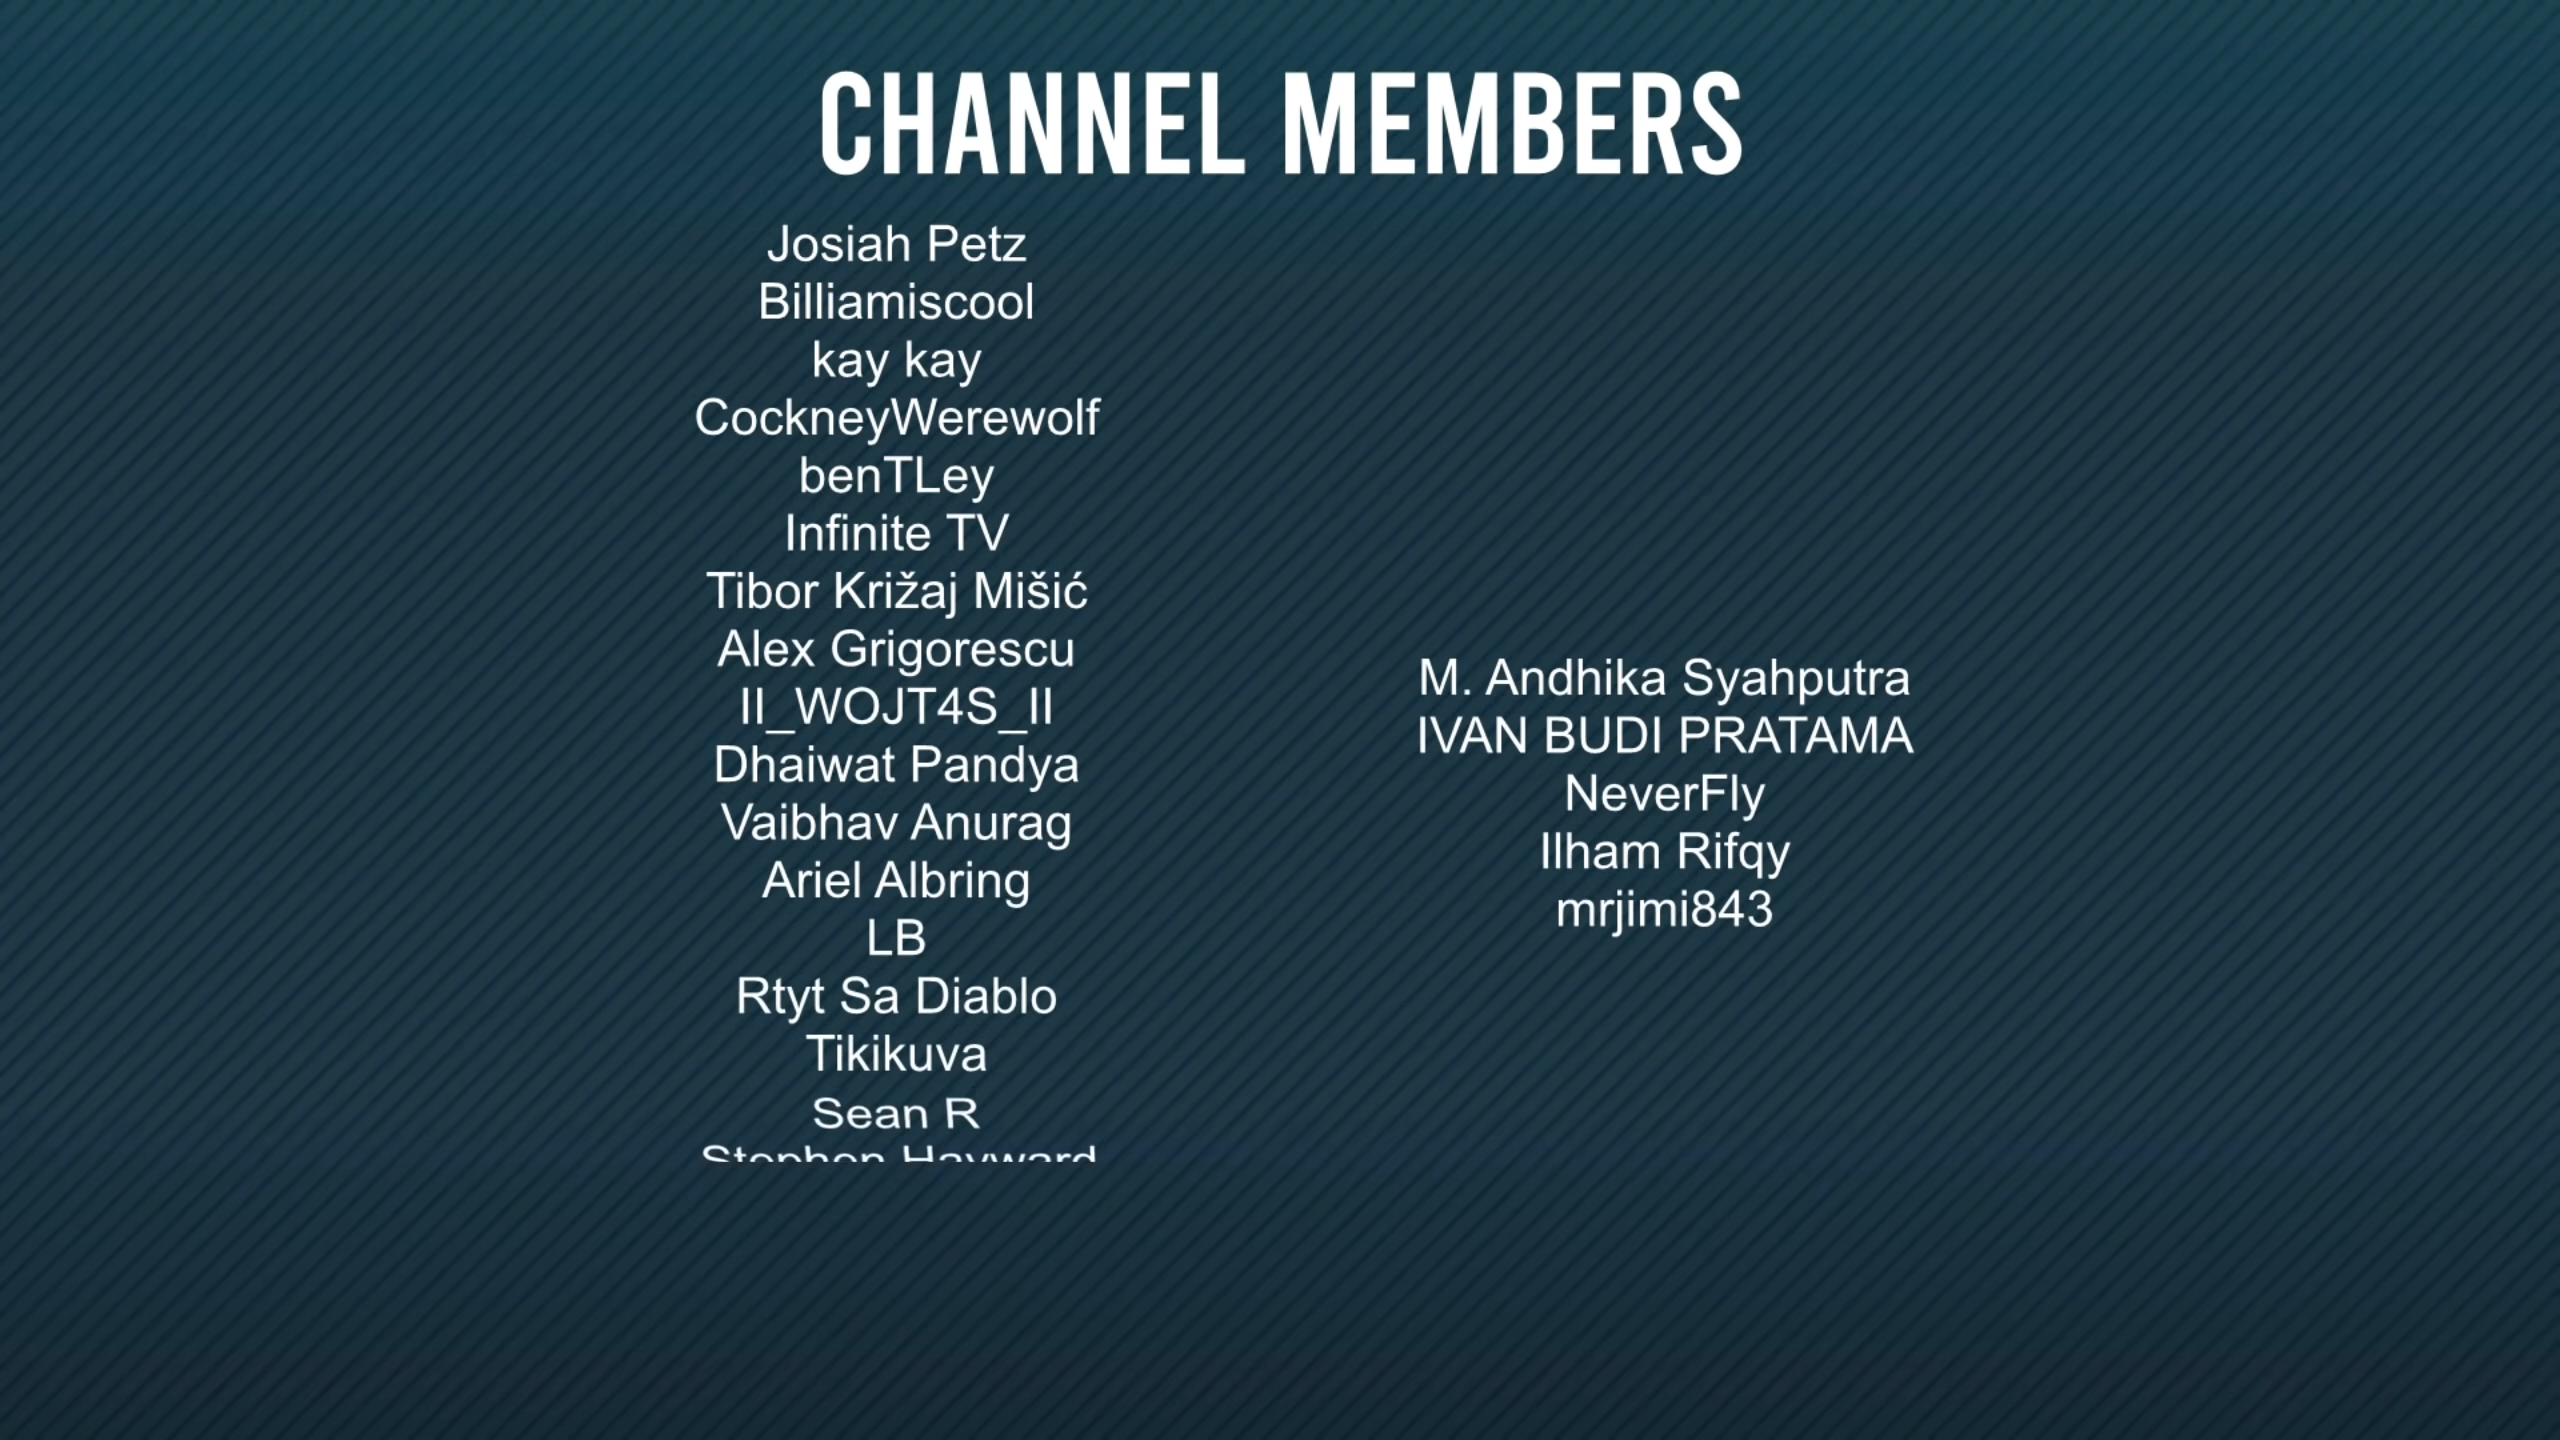 CHANNEL MEMBERS
Josiah Petz
Billiamiscool
kay kay
CockneyWerewolf
benTLey
Infinite TV
Tibor Križaj Mišić
Alex Grigorescu
II_WOJT4S_II
Dhaiwat Pandya
Vaibhav Anurag
Ariel Albring
LB
Rtyt Sa Diablo
Tikikuva
Sean R
Stephen Hayward
M. Andhika Syahputra
IVAN BUDI PRATAMA
NeverFly
Ilham Rifqy
mrjimi843